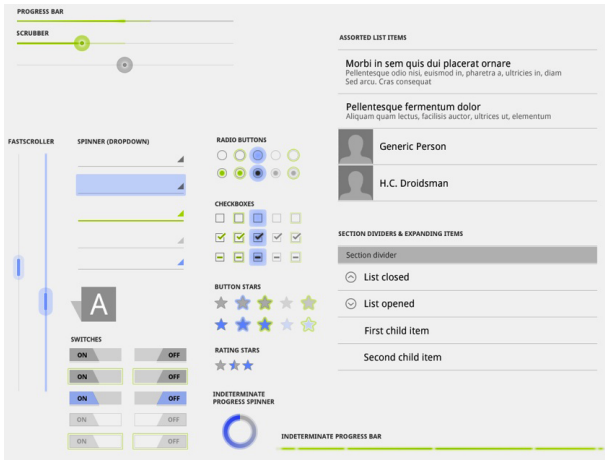 PROGRESS BAR
SCRUBBER
ASSORTED LIST ITEMS
Morbi in sem quis dui placerat ornare
Pellentesque odio nisi, euismod in, pharetra a, ultricies in, diam
Sed arcu. Cras consequat
Pellentesque fermentum dolor
Aliquam quam lectus, facilisis auctor, ultrices ut, elementum
Generic Person
H.C. Droidsman
FASTSCROLLER
SPINNER (DROPDOWN)
RADIO BUTTONS
CHECKBOXES
SECTION DIVIDERS & EXPANDING ITEMS
Section divider
List closed
List opened
First child item
Second child item
BUTTON STARS
A
SWITCHES
ON OFF
ON OFF
ON OFF
ON OFF
ON OFF
RATING STARS
INDETERMINATE
PROGRESS SPINNER
INDETERMINATE PROGRESS BAR